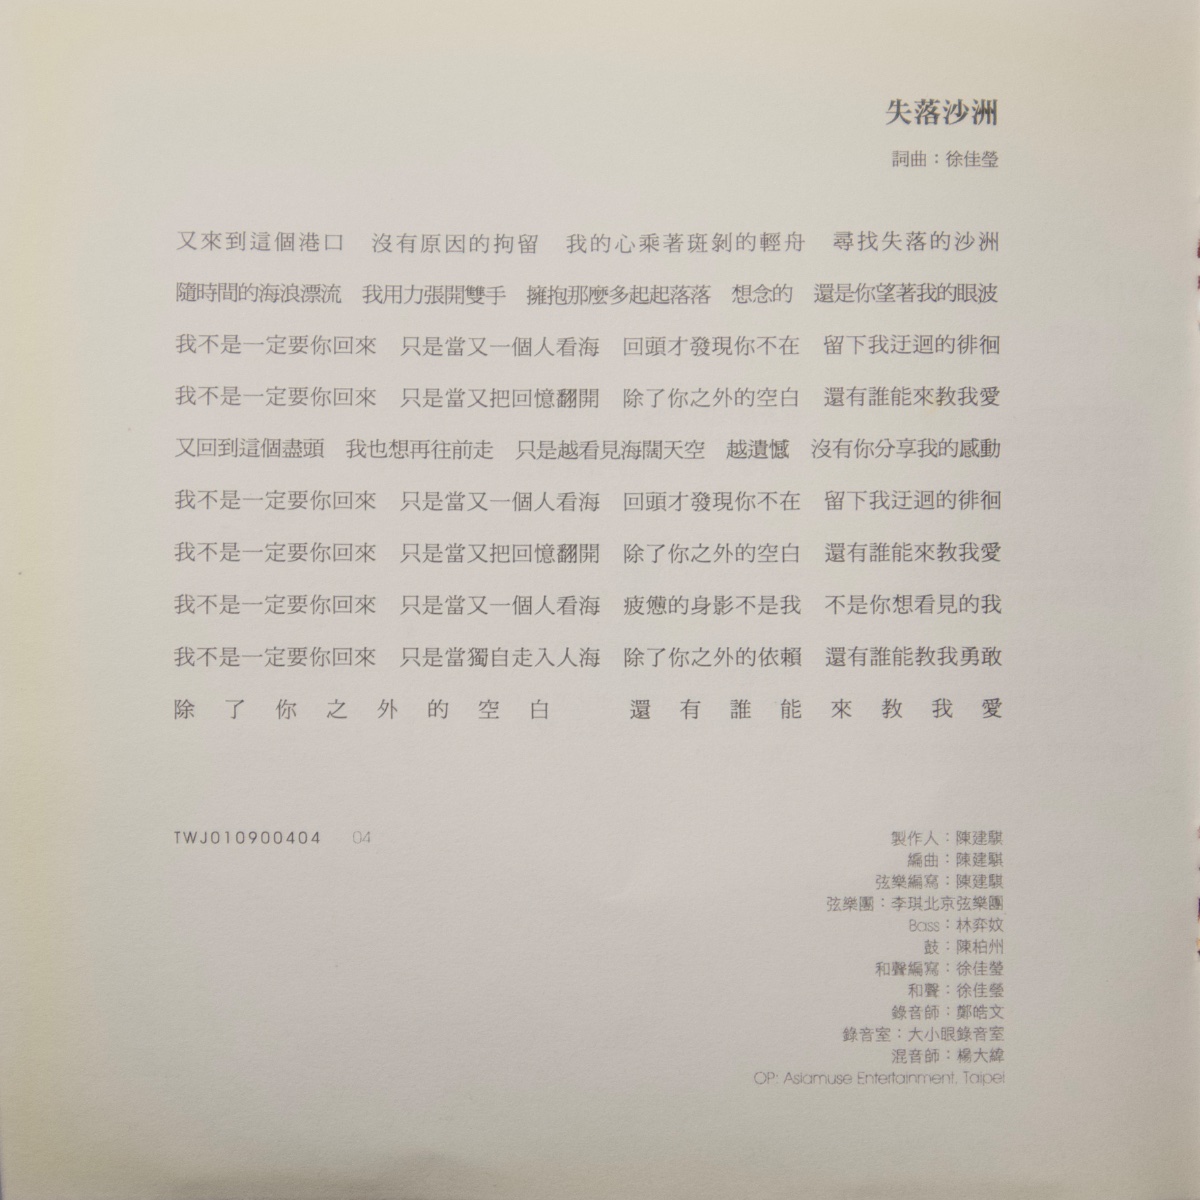 失落沙洲
詞曲：徐佳瑩
又來到這個港口　沒有原因的拘留　我的心乘著斑剝的輕舟　尋找失落的沙洲
隨時間的海浪漂流　我用力張開雙手　擁抱那麼多起起落落　想念的　還是你望著我的眼波
我不是一定要你回來　只是當又一個人看海　回頭才發現你不在　留下我迂迴的徘徊
我不是一定要你回來　只是當又把回憶翻開　除了你之外的空白　還有誰能來教我愛
又回到這個盡頭　我也想再往前走　只是越看見海闊天空　越遺憾　沒有你分享我的感動
我不是一定要你回來　只是當又一個人看海　回頭才發現你不在　留下我迂迴的徘徊
我不是一定要你回來　只是當又把回憶翻開　除了你之外的空白　還有誰能來教我愛
我不是一定要你回來　只是當又一個人看海　疲憊的身影不是我　不是你想看見的我
我不是一定要你回來　只是當獨自走入人海　除了你之外的依賴　還有誰能教我勇敢
除了你之外的空白　還有誰能來教我愛
TWJ010900404　04
製作人：陳建騏
編曲：陳建騏
弦樂編寫：陳建騏
弦樂團：李琪北京弦樂團
Bass：林弈妏
鼓：陳柏州
和聲編寫：徐佳瑩
和聲：徐佳瑩
錄音師：鄭皓文
錄音室：大小眼錄音室
混音師：楊大緯
OP: Asiamuse Entertainment, Taipei